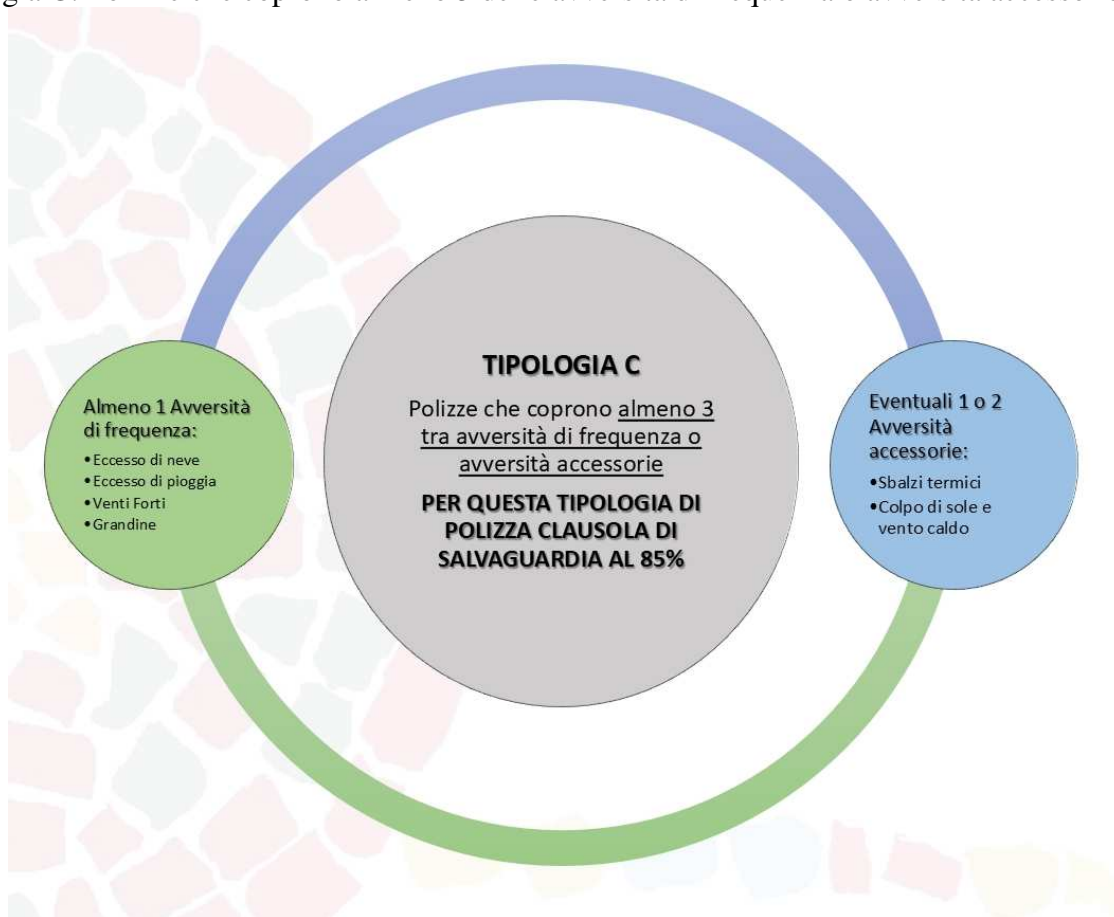 TIPOLOGIA C
Polizze che coprono almeno 3
tra avversità di frequenza o
avversità accessorie
PER QUESTA TIPOLOGIA DI
POLIZZA CLAUSOLA DI
SALVAGUARDIA AL 85%
Almeno 1 Avversità
di frequenza:
•Eccesso di neve
•Eccesso di pioggia
•Venti Forti
•Grandine
Eventuali 1 o 2
Avversità
accessorie:
•Sbalzi termici
•Colpo di sole e
vento caldo